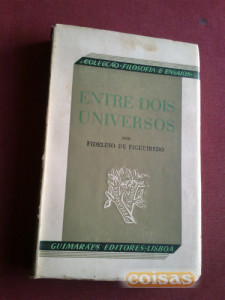 COLECÇÃO·FILOSOFIA E ENSAIOS
ENTRE DOIS
UNIVERSOS
POR
FIDELINO DE FIGUEIREDO
GUIMARÃES EDITORES-LISBOA
coisas